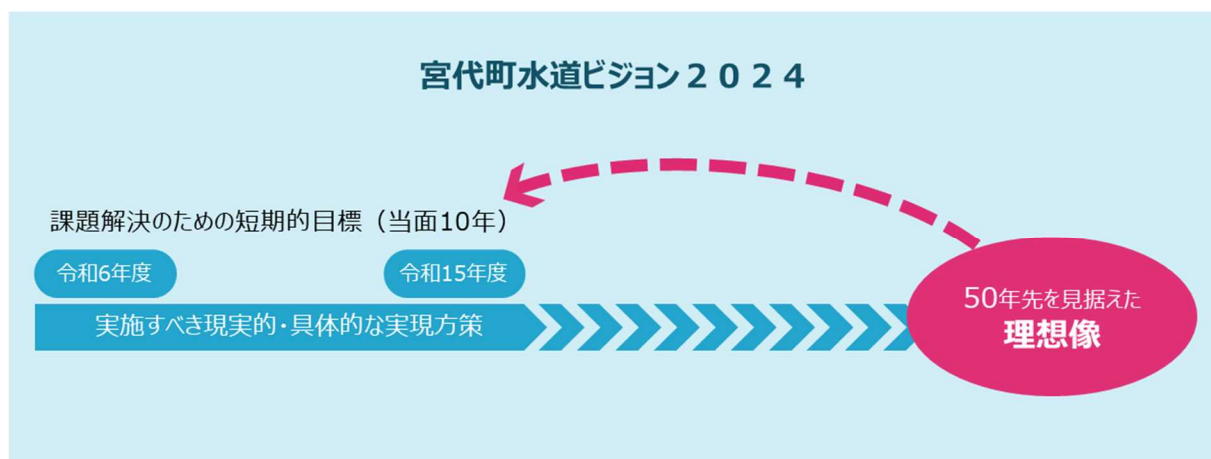 宮代町水道ビジョン２０２４
課題解決のための短期的目標（当面10年）
令和6年度
令和15年度
実施すべき現実的・具体的な実現方策
50年先を見据えた
理想像